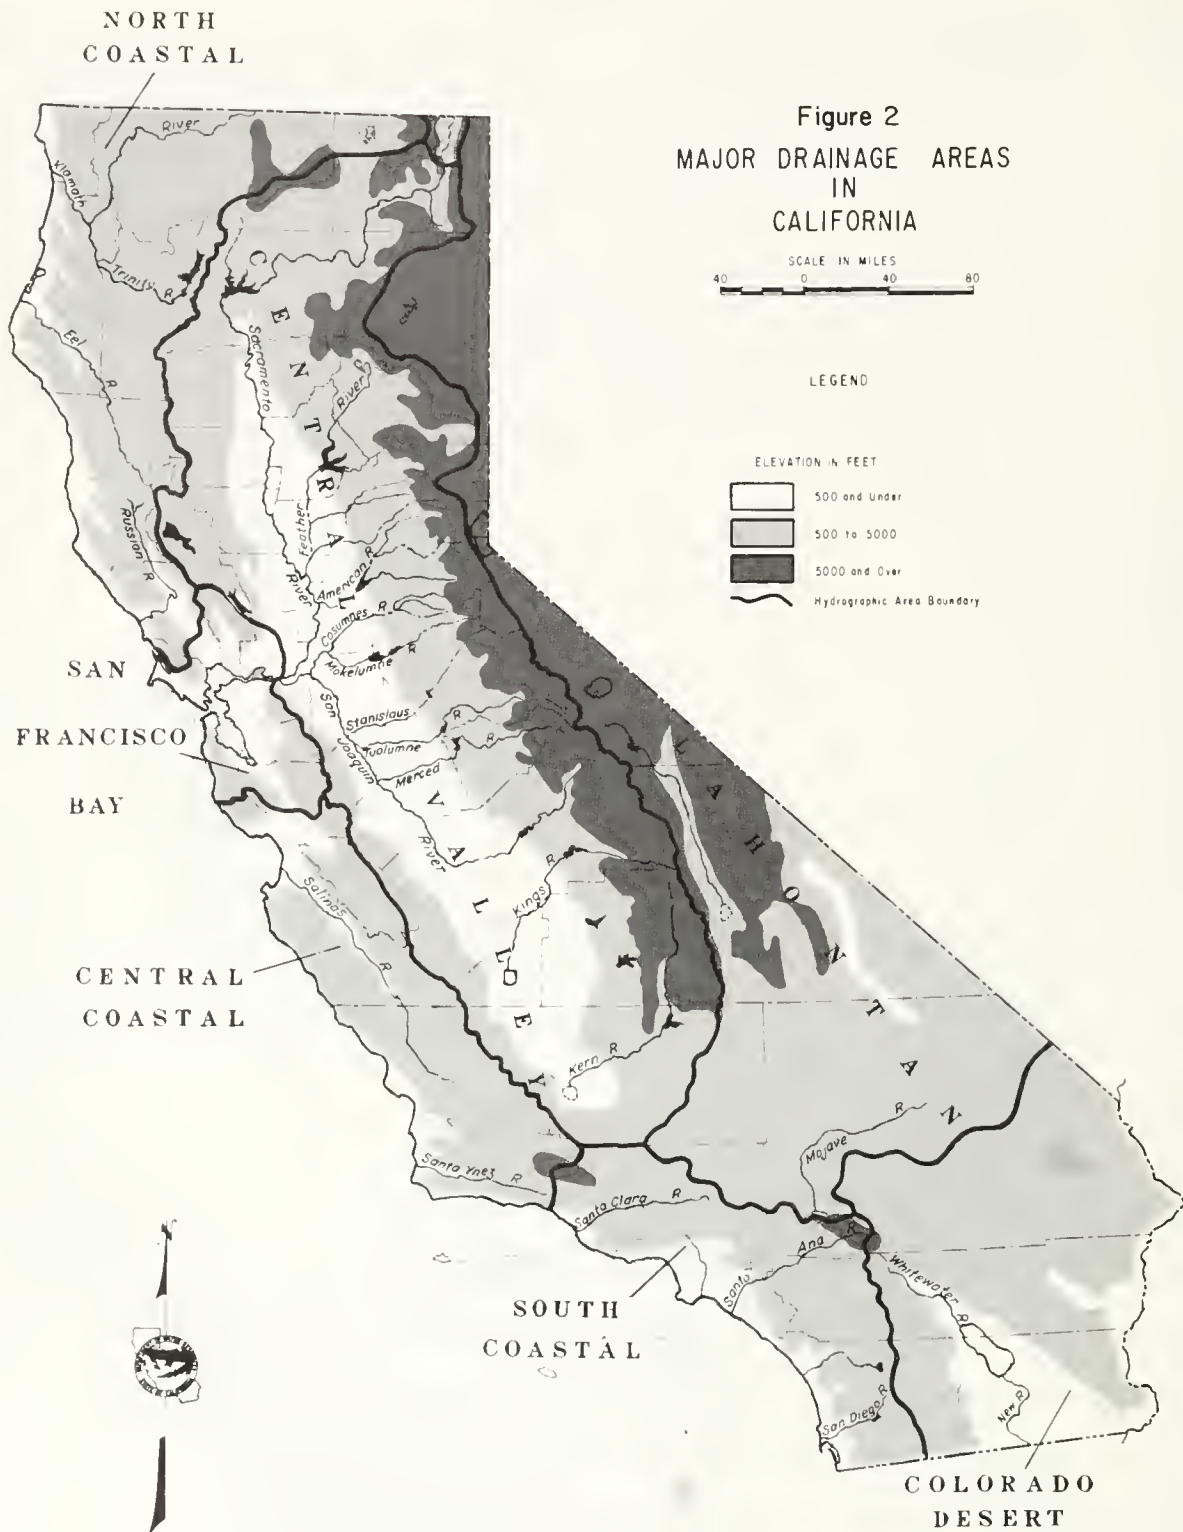 NORTH
COASTAL
Figure 2
MAJOR DRAINAGE AREAS
IN
CALIFORNIA
SCALE IN MILES
40 0 40 80
LEGEND
ELEVATION IN FEET
500 and Under
500 to 5000
5000 and Over
Hydrographic Area Boundary
Klamath
River
Trinity R
Eel R
Russian R
Sacramento
River
Feather
River
American R
Cosumnes R
Mokelumne R
Stanislaus R
Tuolumne R
Merced
San Joaquin
River
Kings R
Kern R
CENTRAL
VALLEY
LAHONTAN
SAN
FRANCISCO
BAY
Salinas
R
CENTRAL
COASTAL
Santa Ynez R
Santa Clara R
Mojave R
Santa Ana R
Whitewater R
New R
San Diego R
SOUTH
COASTAL
COLORADO
DESERT